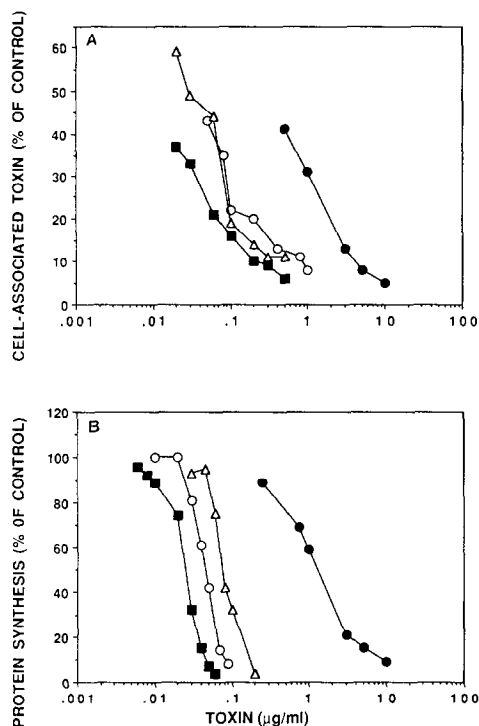 A
CELL-ASSOCIATED TOXIN (% OF CONTROL)
60
50
40
30
20
10
0
.001 .01 .1 1 10 100
B
PROTEIN SYNTHESIS (% OF CONTROL)
120
100
80
60
40
20
0
.001 .01 .1 1 10 100
TOXIN (µg/ml)